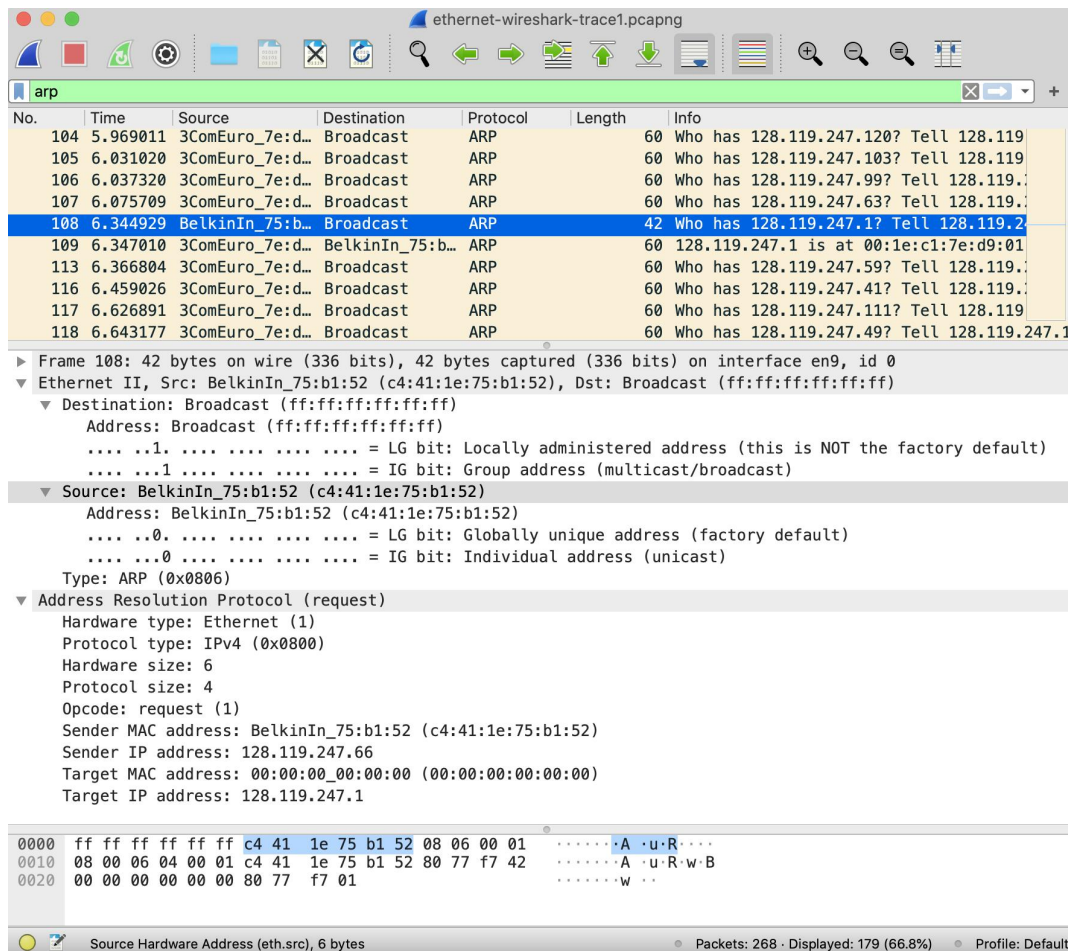 ethernet-wireshark-trace1.pcapng
arp
No. Time Source Destination Protocol Length Info
104 5.969011 3ComEuro_7e:d… Broadcast ARP 60 Who has 128.119.247.120? Tell 128.119
105 6.031020 3ComEuro_7e:d… Broadcast ARP 60 Who has 128.119.247.103? Tell 128.119
106 6.037320 3ComEuro_7e:d… Broadcast ARP 60 Who has 128.119.247.99? Tell 128.119.
107 6.075709 3ComEuro_7e:d… Broadcast ARP 60 Who has 128.119.247.63? Tell 128.119.
108 6.344929 BelkinIn_75:b… Broadcast ARP 42 Who has 128.119.247.1? Tell 128.119.2
109 6.347010 3ComEuro_7e:d… BelkinIn_75:b… ARP 60 128.119.247.1 is at 00:1e:c1:7e:d9:01
113 6.366804 3ComEuro_7e:d… Broadcast ARP 60 Who has 128.119.247.59? Tell 128.119.
116 6.459026 3ComEuro_7e:d… Broadcast ARP 60 Who has 128.119.247.41? Tell 128.119.
117 6.626891 3ComEuro_7e:d… Broadcast ARP 60 Who has 128.119.247.111? Tell 128.119
118 6.643177 3ComEuro_7e:d… Broadcast ARP 60 Who has 128.119.247.49? Tell 128.119.247.1
Frame 108: 42 bytes on wire (336 bits), 42 bytes captured (336 bits) on interface en9, id 0
Ethernet II, Src: BelkinIn_75:b1:52 (c4:41:1e:75:b1:52), Dst: Broadcast (ff:ff:ff:ff:ff:ff)
Destination: Broadcast (ff:ff:ff:ff:ff:ff)
Address: Broadcast (ff:ff:ff:ff:ff:ff)
.... ..1. .... .... .... .... = LG bit: Locally administered address (this is NOT the factory default)
.... ...1 .... .... .... .... = IG bit: Group address (multicast/broadcast)
Source: BelkinIn_75:b1:52 (c4:41:1e:75:b1:52)
Address: BelkinIn_75:b1:52 (c4:41:1e:75:b1:52)
.... ..0. .... .... .... .... = LG bit: Globally unique address (factory default)
.... ...0 .... .... .... .... = IG bit: Individual address (unicast)
Type: ARP (0x0806)
Address Resolution Protocol (request)
Hardware type: Ethernet (1)
Protocol type: IPv4 (0x0800)
Hardware size: 6
Protocol size: 4
Opcode: request (1)
Sender MAC address: BelkinIn_75:b1:52 (c4:41:1e:75:b1:52)
Sender IP address: 128.119.247.66
Target MAC address: 00:00:00_00:00:00 (00:00:00:00:00:00)
Target IP address: 128.119.247.1
0000 ff ff ff ff ff ff c4 41 1e 75 b1 52 08 06 00 01 ·······A ·u·R····
0010 08 00 06 04 00 01 c4 41 1e 75 b1 52 80 77 f7 42 ·······A ·u·R·w·B
0020 00 00 00 00 00 00 80 77 f7 01 ·······w ··
Source Hardware Address (eth.src), 6 bytes
Packets: 268 · Displayed: 179 (66.8%)
Profile: Default